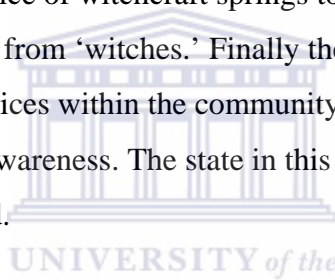 ce of witchcraft springs to
from ‘witches.’ Finally the
ices within the community
wareness. The state in this
.
UNIVERSITY of the